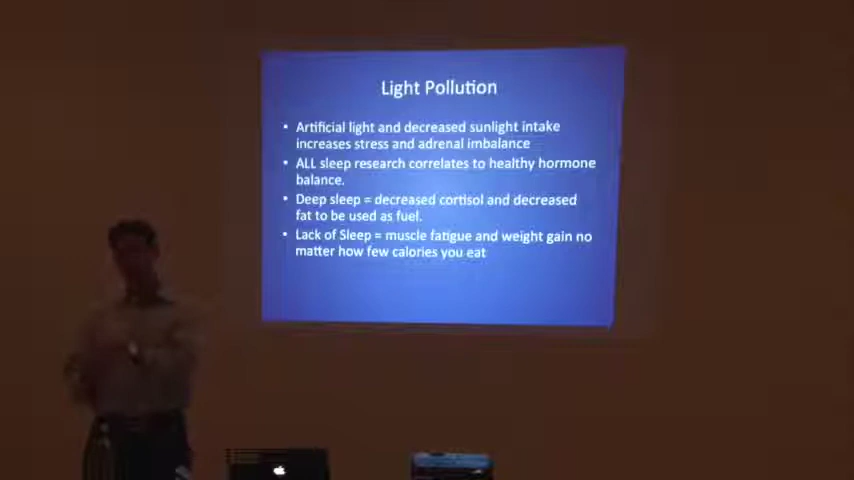 Light Pollution
• Artificial light and decreased sunlight intake
increases stress and adrenal imbalance
• ALL sleep research correlates to healthy hormone
balance.
• Deep sleep = decreased cortisol and decreased
fat to be used as fuel.
• Lack of Sleep = muscle fatigue and weight gain no
matter how few calories you eat